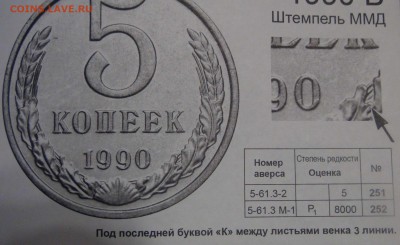 COINS.LAVE.RU
Штемпель ММД
5
КОПЕЕК
1990
90
Номер аверса
Степень редкости
Оценка
№
5-61.3-2 5 251
5-61.3 М-1 Р1 8000 252
Под последней буквой «К» между листьями венка 3 линии.